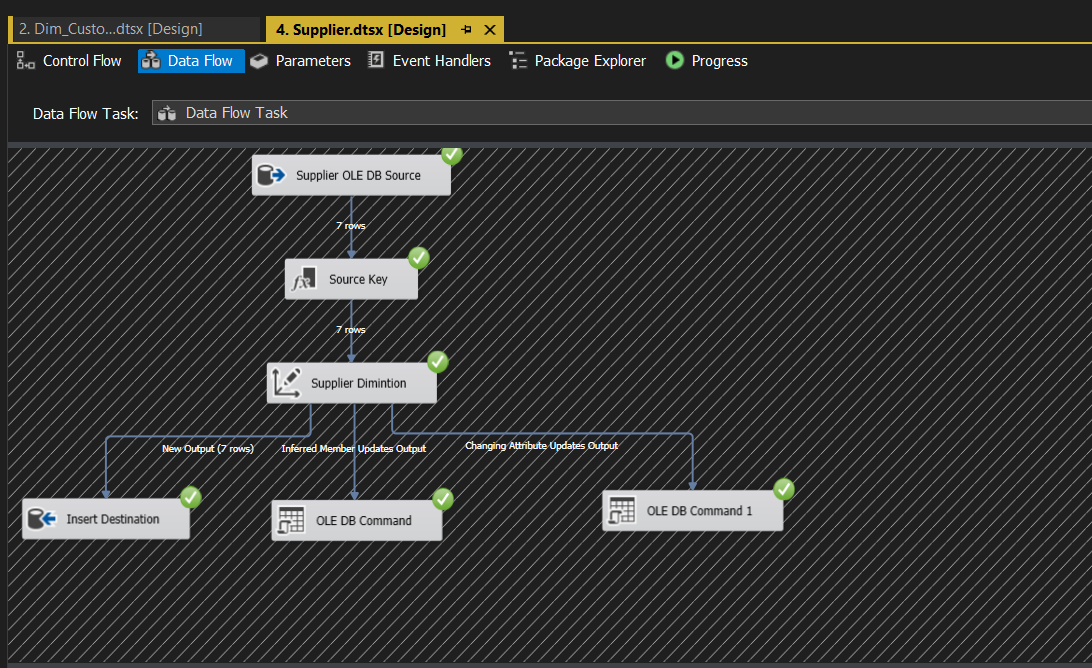 2. Dim_Custo...dtsx [Design]
4. Supplier.dtsx [Design]
Control Flow
Data Flow
Parameters
Event Handlers
Package Explorer
Progress
Data Flow Task:
Data Flow Task
Supplier OLE DB Source
7 rows
Source Key
7 rows
Supplier Dimintion
New Output (7 rows)
Inferred Member Updates Output
Changing Attribute Updates Output
Insert Destination
OLE DB Command
OLE DB Command 1